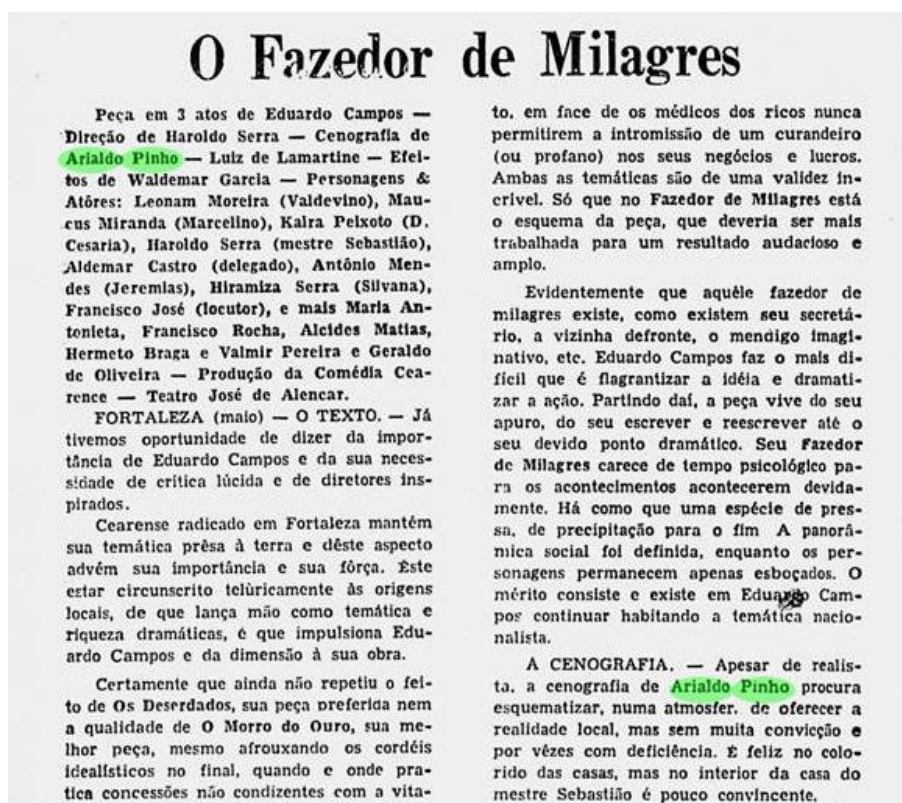 O Fazedor de Milagres
Peça em 3 atos de Eduardo Campos —
Direção de Haroldo Serra — Cenografia de
Arialdo Pinho — Luiz de Lamartine — Efei-
tos de Waldemar Garcia — Personagens &
Atôres: Leonam Moreira (Valdevino), Mau-
cus Miranda (Marcelino), Kaira Peixoto (D.
Cesaria), Haroldo Serra (mestre Sebastião),
Aldemar Castro (delegado), Antônio Men-
des (Jeremias), Hiramiza Serra (Silvana),
Francisco José (locutor), e mais Maria An-
tonieta, Francisco Rocha, Alcides Matias,
Hermeto Braga e Valmir Pereira e Geraldo
de Oliveira — Produção da Comédia Cea-
rence — Teatro José de Alencar.
FORTALEZA (maio) — O TEXTO. — Já
tivemos oportunidade de dizer da impor-
tância de Eduardo Campos e da sua neces-
sidade de crítica lúcida e de diretores ins-
pirados.
Cearense radicado em Fortaleza mantém
sua temática prêsa à terra e dêste aspecto
advém sua importância e sua fôrça. Êste
estar circunscrito telùricamente às origens
locais, de que lança mão como temática e
riqueza dramáticas, é que impulsiona Edu-
ardo Campos e da dimensão à sua obra.
Certamente que ainda não repetiu o fei-
to de Os Deserdados, sua peça preferida nem
a qualidade de O Morro do Ouro, sua me-
lhor peça, mesmo afrouxando os cordéis
idealísticos no final, quando e onde pra-
tica concessões não condizentes com a vita-
to, em face de os médicos dos ricos nunca
permitirem a intromissão de um curandeiro
(ou profano) nos seus negócios e lucros.
Ambas as temáticas são de uma validez in-
crivel. Só que no Fazedor de Milagres está
o esquema da peça, que deveria ser mais
trabalhada para um resultado audacioso e
amplo.
Evidentemente que aquêle fazedor de
milagres existe, como existem seu secretá-
rio, a vizinha defronte, o mendigo imagi-
nativo, etc. Eduardo Campos faz o mais di-
fícil que é flagrantizar a idéia e dramati-
zar a ação. Partindo daí, a peça vive do seu
apuro, do seu escrever e reescrever até o
seu devido ponto dramático. Seu Fazedor
de Milagres carece de tempo psicológico pa-
ra os acontecimentos acontecerem devida-
mente. Há como que uma espécie de pres-
sa, de precipitação para o fim A panorâ-
mica social foi definida, enquanto os per-
sonagens permanecem apenas esboçados. O
mérito consiste e existe em Eduardo Cam-
pos continuar habitando a temática nacio-
nalista.
A CENOGRAFIA. — Apesar de realis-
ta, a cenografia de Arialdo Pinho procura
esquematizar, numa atmosfer. de oferecer a
realidade local, mas sem muita convicção e
por vêzes com deficiência. É feliz no colo-
rido das casas, mas no interior da casa do
mestre Sebastião é pouco convincente.